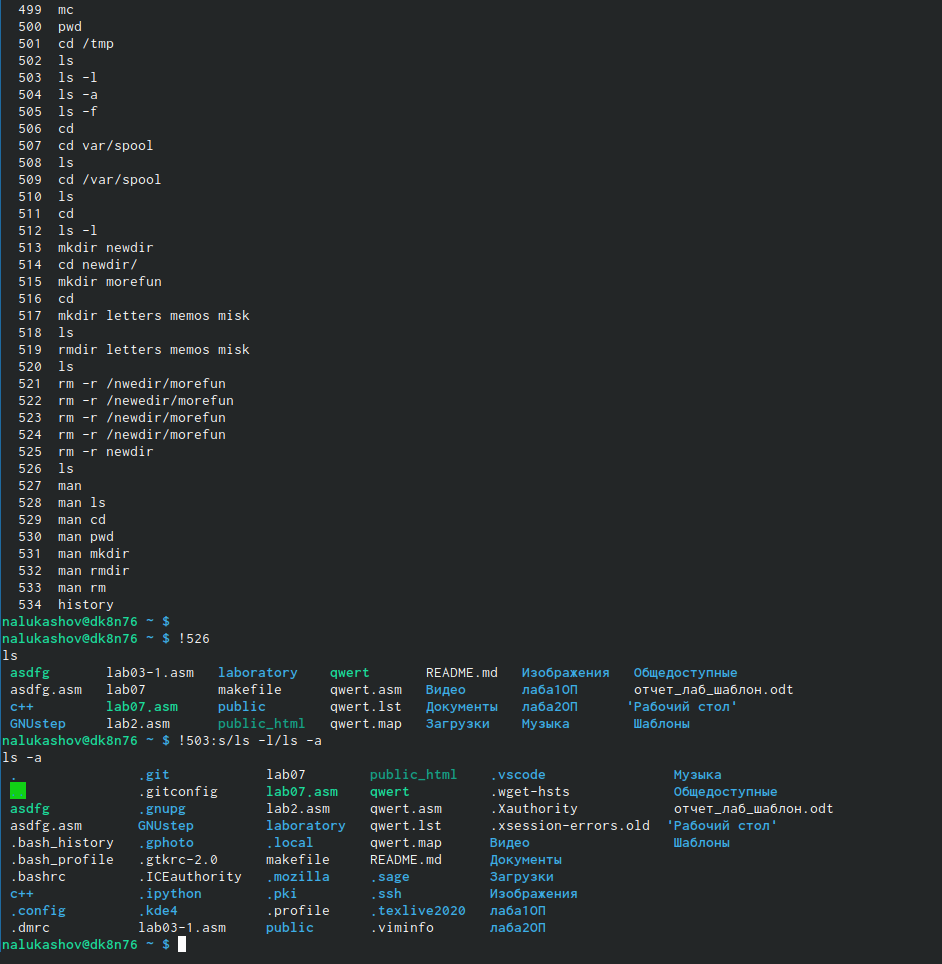 499  mc
500  pwd
501  cd /tmp
502  ls
503  ls -l
504  ls -a
505  ls -f
506  cd
507  cd var/spool
508  ls
509  cd /var/spool
510  ls
511  cd
512  ls -l
513  mkdir newdir
514  cd newdir/
515  mkdir morefun
516  cd
517  mkdir letters memos misk
518  ls
519  rmdir letters memos misk
520  ls
521  rm -r /nwedir/morefun
522  rm -r /newedir/morefun
523  rm -r /newdir/morefun
524  rm -r /newdir/morefun
525  rm -r newdir
526  ls
527  man
528  man ls
529  man cd
530  man pwd
531  man mkdir
532  man rmdir
533  man rm
534  history
nalukashov@dk8n76 ~ $
nalukashov@dk8n76 ~ $ !526
ls
asdfg  lab03-1.asm  laboratory  qwert  README.md  Изображения  Общедоступные
asdfg.asm  lab07  makefile  qwert.asm  Видео  лаба1ОП  отчет_лаб_шаблон.odt
c++  lab07.asm  public  qwert.lst  Документы  лаба2ОП  'Рабочий стол'
GNUstep  lab2.asm  public_html  qwert.map  Загрузки  Музыка  Шаблоны
nalukashov@dk8n76 ~ $ !503:s/ls -l/ls -a
ls -a
.  .git  lab07  public_html  .vscode  Музыка
.gitconfig  lab07.asm  qwert  .wget-hsts  Общедоступные
asdfg  .gnupg  lab2.asm  qwert.asm  .Xauthority  отчет_лаб_шаблон.odt
asdfg.asm  GNUstep  laboratory  qwert.lst  .xsession-errors.old  'Рабочий стол'
.bash_history  .gphoto  .local  qwert.map  Видео  Шаблоны
.bash_profile  .gtkrc-2.0  makefile  README.md  Документы
.bashrc  .ICEauthority  .mozilla  .sage  Загрузки
c++  .ipython  .pki  .ssh  Изображения
.config  .kde4  .profile  .texlive2020  лаба1ОП
.dmrc  lab03-1.asm  public  .viminfo  лаба2ОП
nalukashov@dk8n76 ~ $